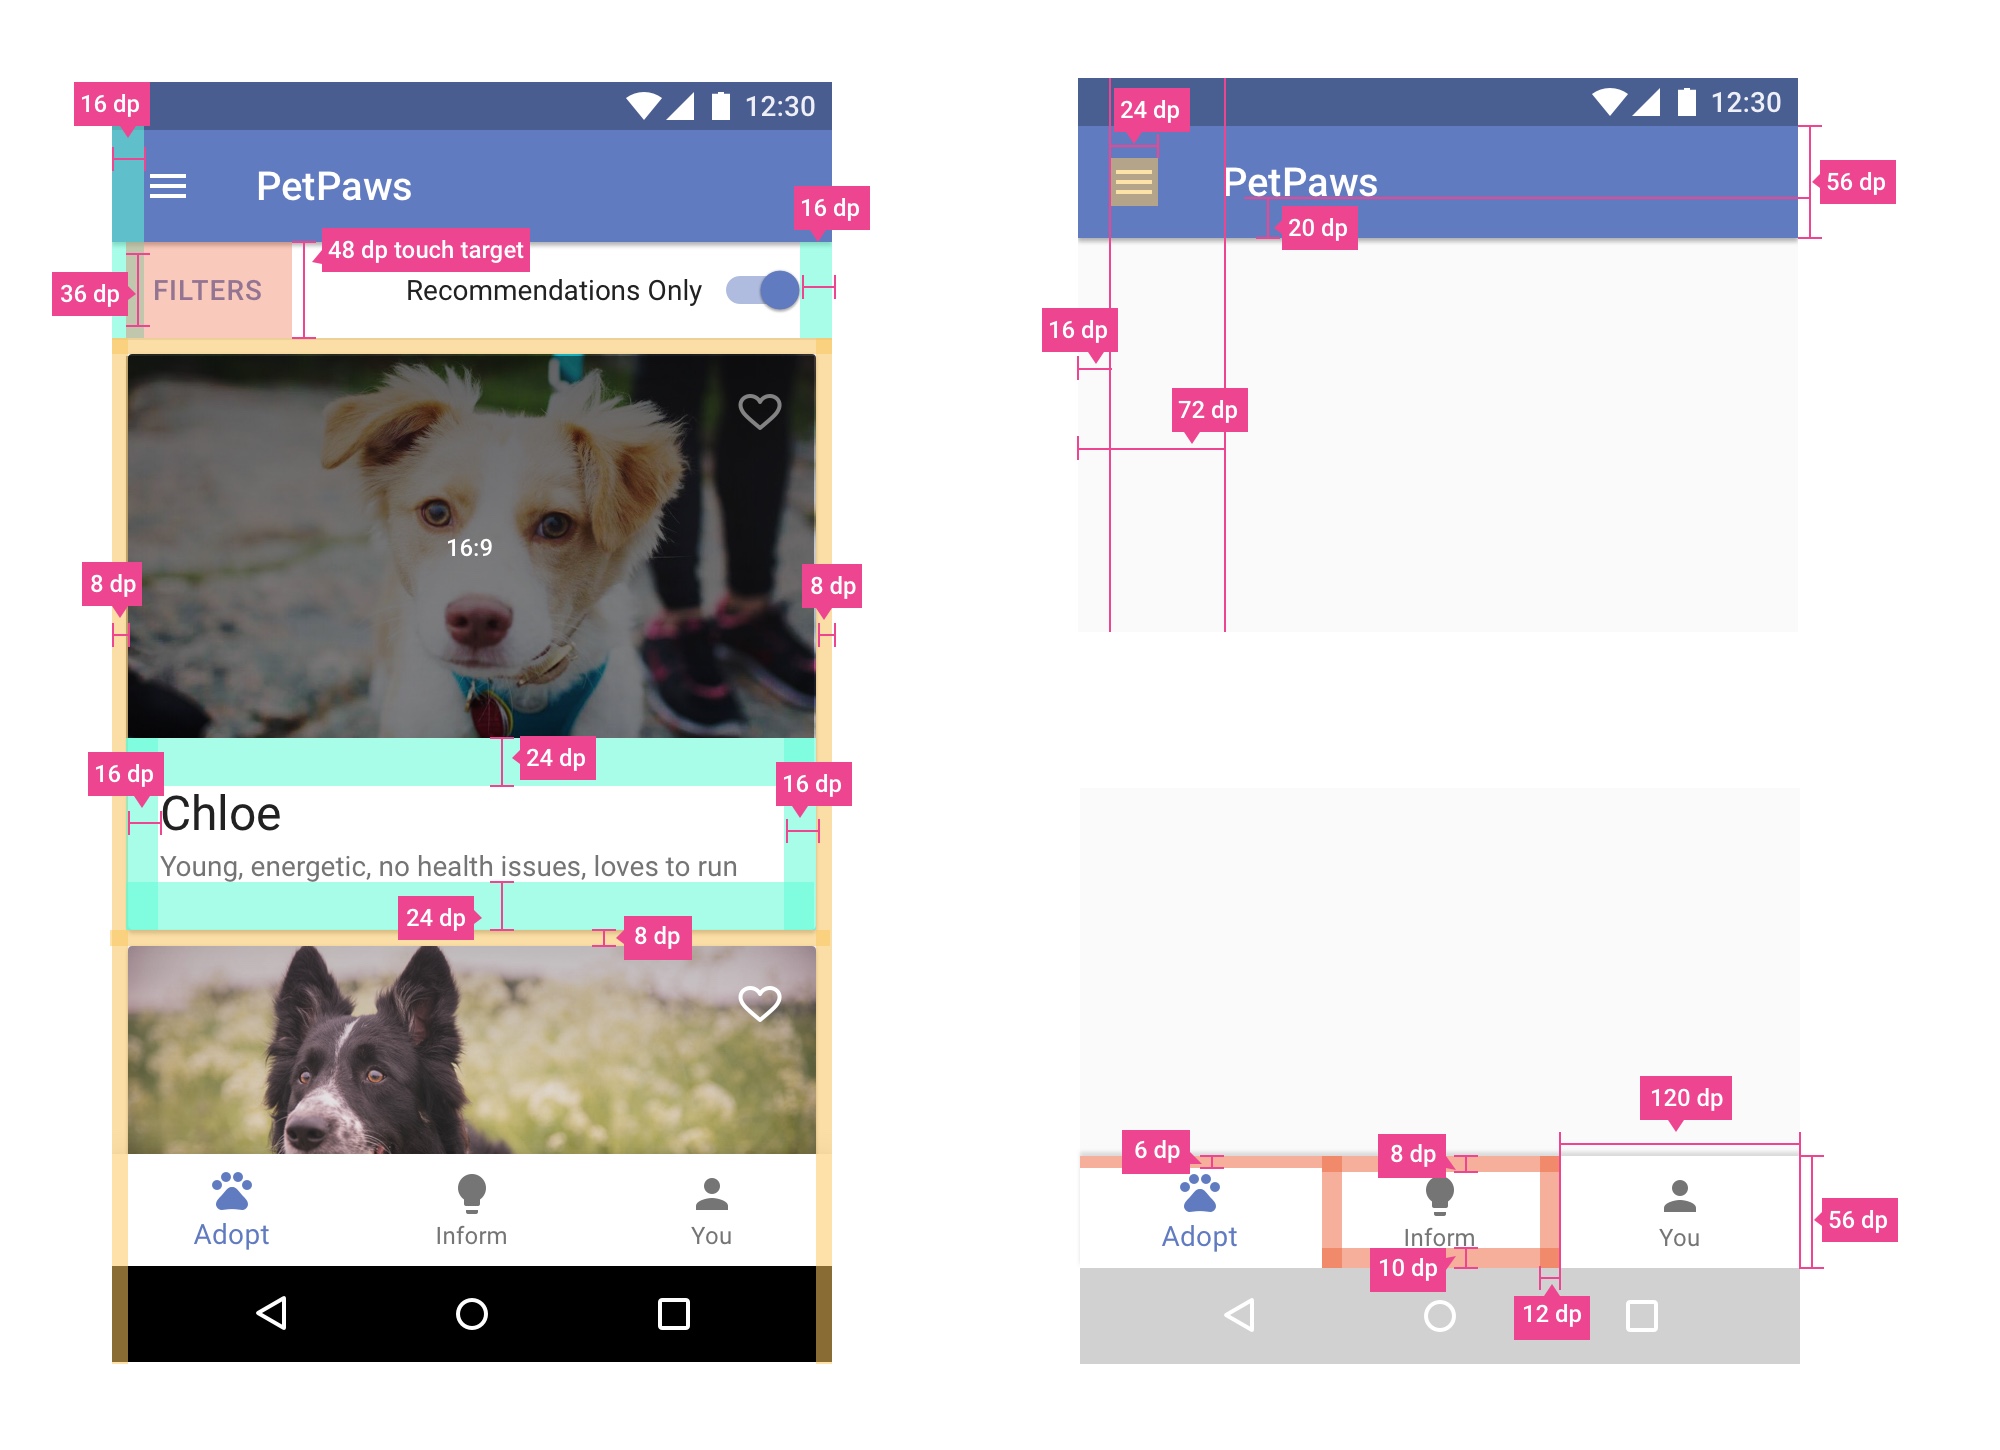 16 dp
12:30
PetPaws
16 dp
48 dp touch target
36 dp
FILTERS
Recommendations Only
16:9
8 dp
8 dp
24 dp
16 dp
16 dp
Chloe
Young, energetic, no health issues, loves to run
24 dp
8 dp
Adopt
Inform
You
12:30
24 dp
PetPaws
56 dp
20 dp
16 dp
72 dp
120 dp
6 dp
8 dp
Adopt
Inform
You
56 dp
10 dp
12 dp